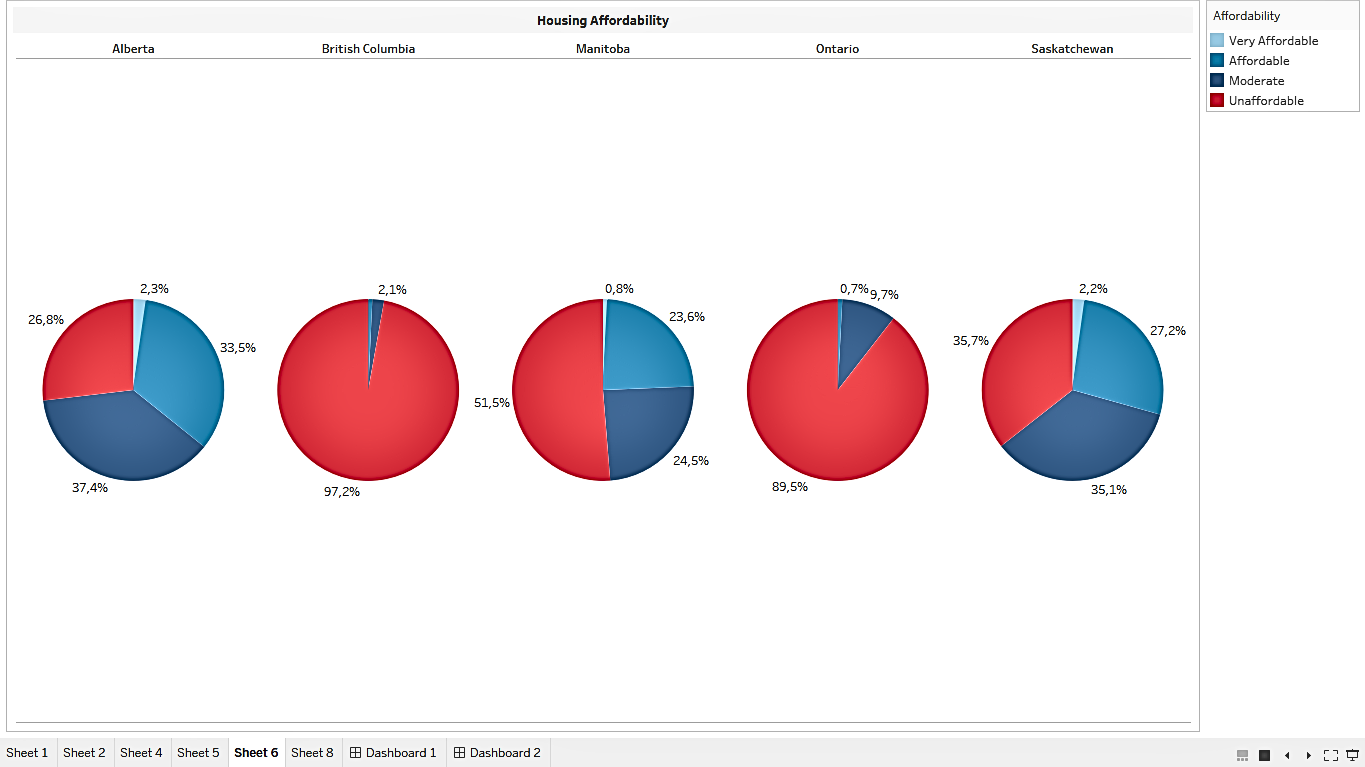 Housing Affordability
Alberta British Columbia Manitoba Ontario Saskatchewan
2,3%
26,8%
33,5%
37,4%
2,1%
97,2%
0,8%
23,6%
51,5%
24,5%
0,7%
9,7%
89,5%
2,2%
27,2%
35,7%
35,1%
Affordability
Very Affordable
Affordable
Moderate
Unaffordable
Sheet 1 Sheet 2 Sheet 4 Sheet 5 Sheet 6 Sheet 8 Dashboard 1 Dashboard 2